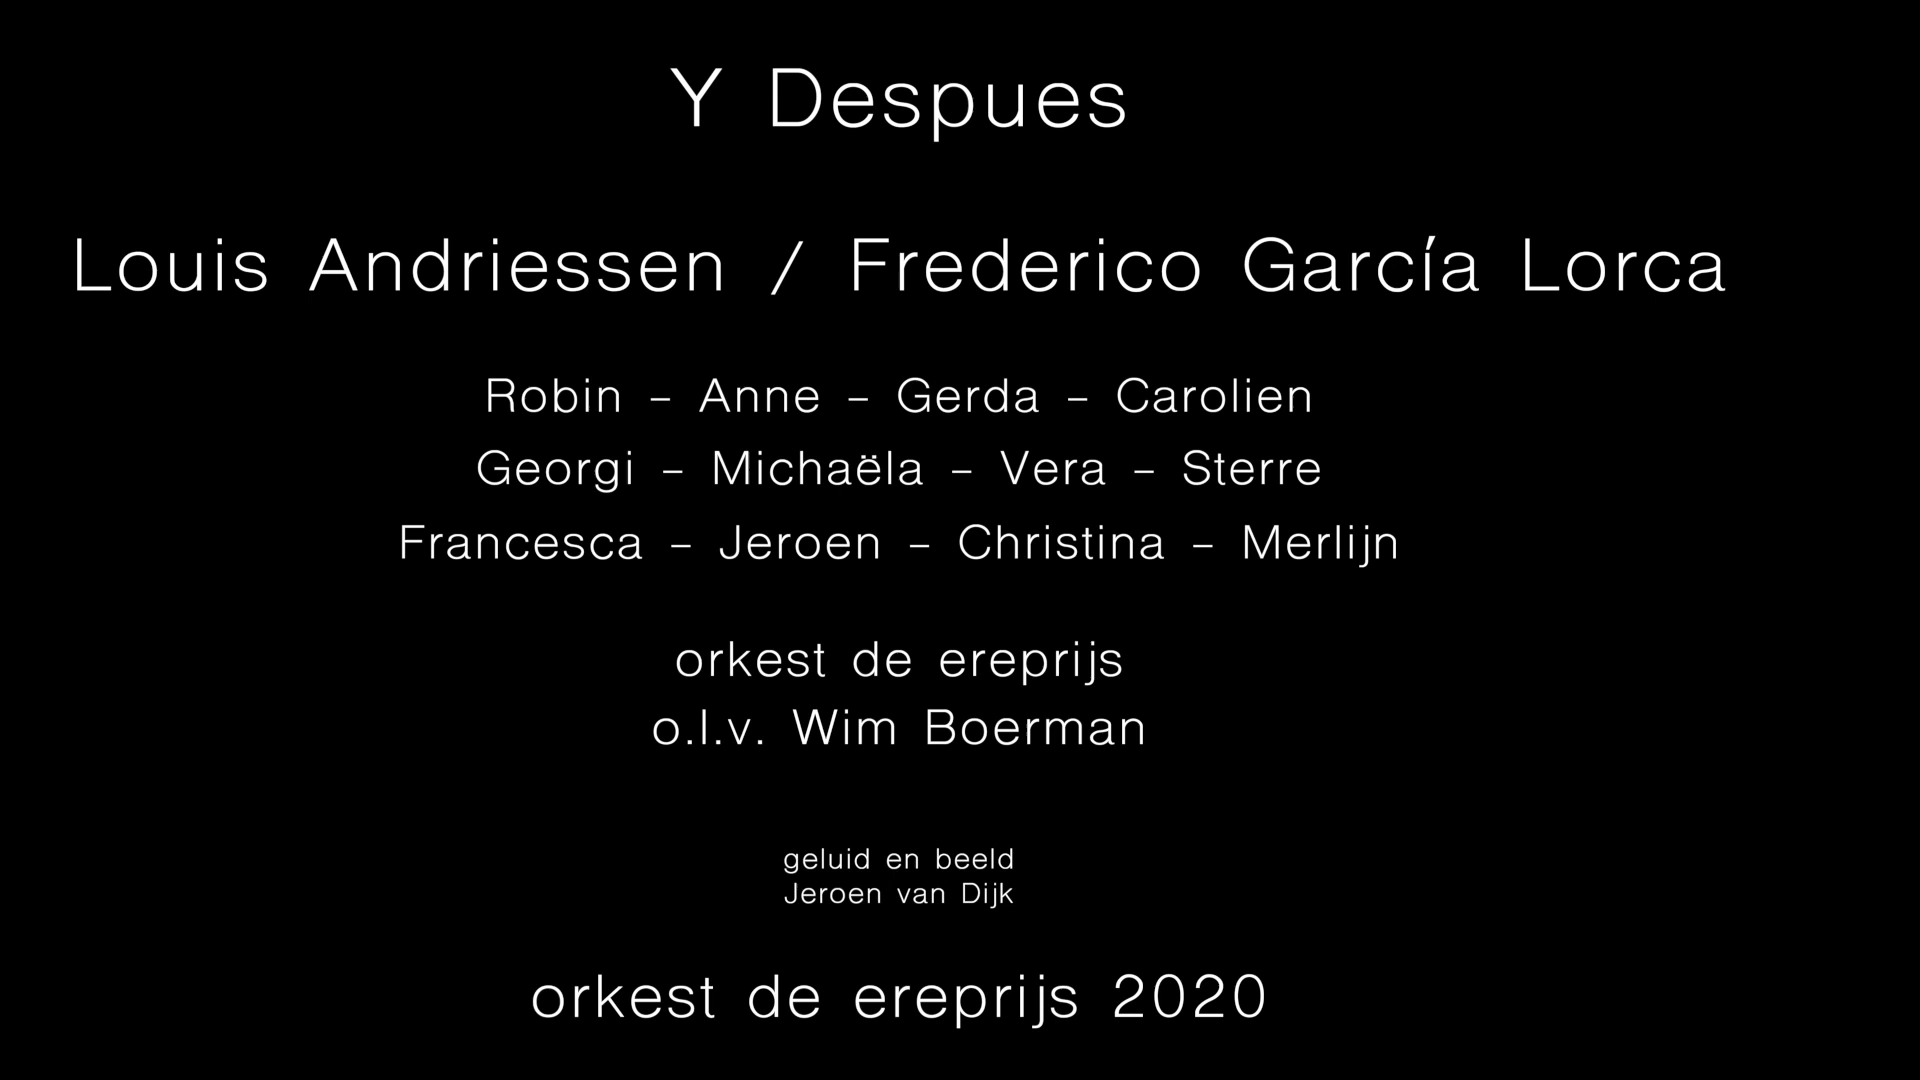 Y Despues
Louis Andriessen / Frederico García Lorca
Robin – Anne – Gerda – Carolien
Georgi – Michaëla – Vera – Sterre
Francesca – Jeroen – Christina – Merlijn
orkest de ereprijs
o.l.v. Wim Boerman
geluid en beeld
Jeroen van Dijk
orkest de ereprijs 2020